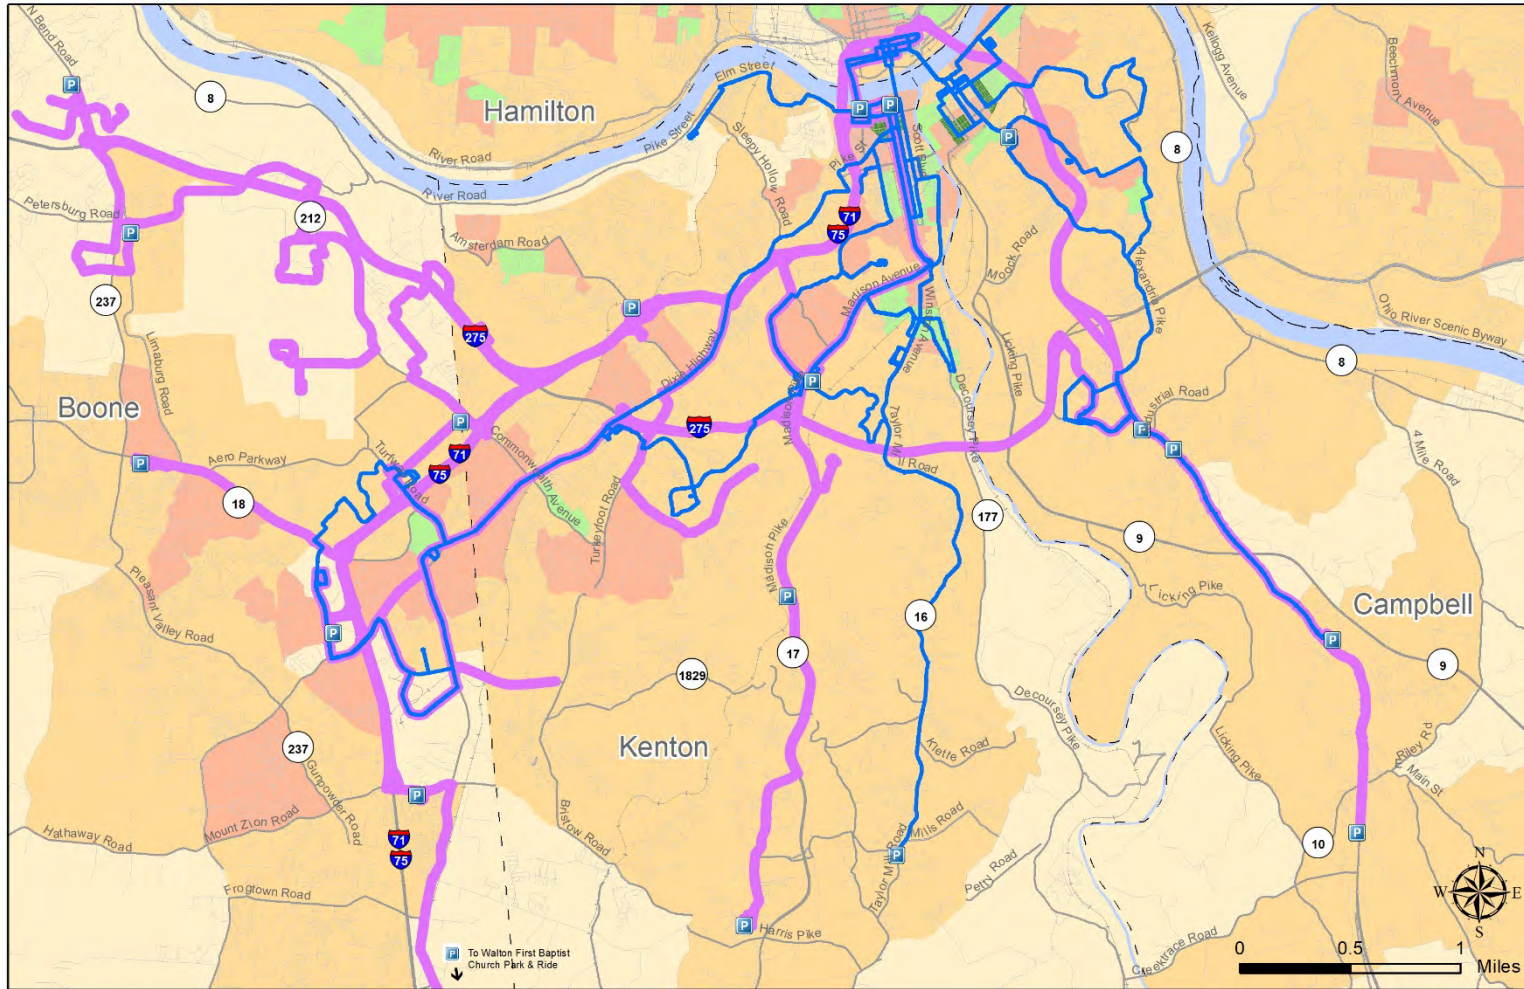 N Bend Road
8
Hamilton
Elm Street
Pike Street
River Road
River Road
Sleepy Hollow Road
Pike St
Scott Blvd
Kellogg Avenue
Beechmont Avenue
8
Petersburg Road
212
Amsterdam Road
71
75
Moock Road
Madison Avenue
Winston Avenue
Alexandria Pike
Ohio River Scenic Byway
237
Limaburg Road
275
Dixie Highway
Licking Pike
8
Boone
Decoursey Pike
Industrial Road
275
Madison Pike
Taylor Mill Road
Aero Parkway
Turfway Road
71
75
Commonwealth Avenue
Turkeyfoot Road
4 Mile Road
18
177
9
Madison Pike
Licking Pike
Pleasant Valley Road
16
Campbell
17
9
1829
Decoursey Pike
Kenton
Klette Road
Licking Pike
Riley Rd
Main St
237
Gunpowder Road
Mount Zion Road
Hathaway Road
Bristow Road
71
75
Mills Road
Taylor Mill Road
Petty Road
10
Frogtown Road
Harris Pike
Creektrace Road
P To Walton First Baptist
Church Park & Ride
N
W E
S
0 0.5 1
Miles